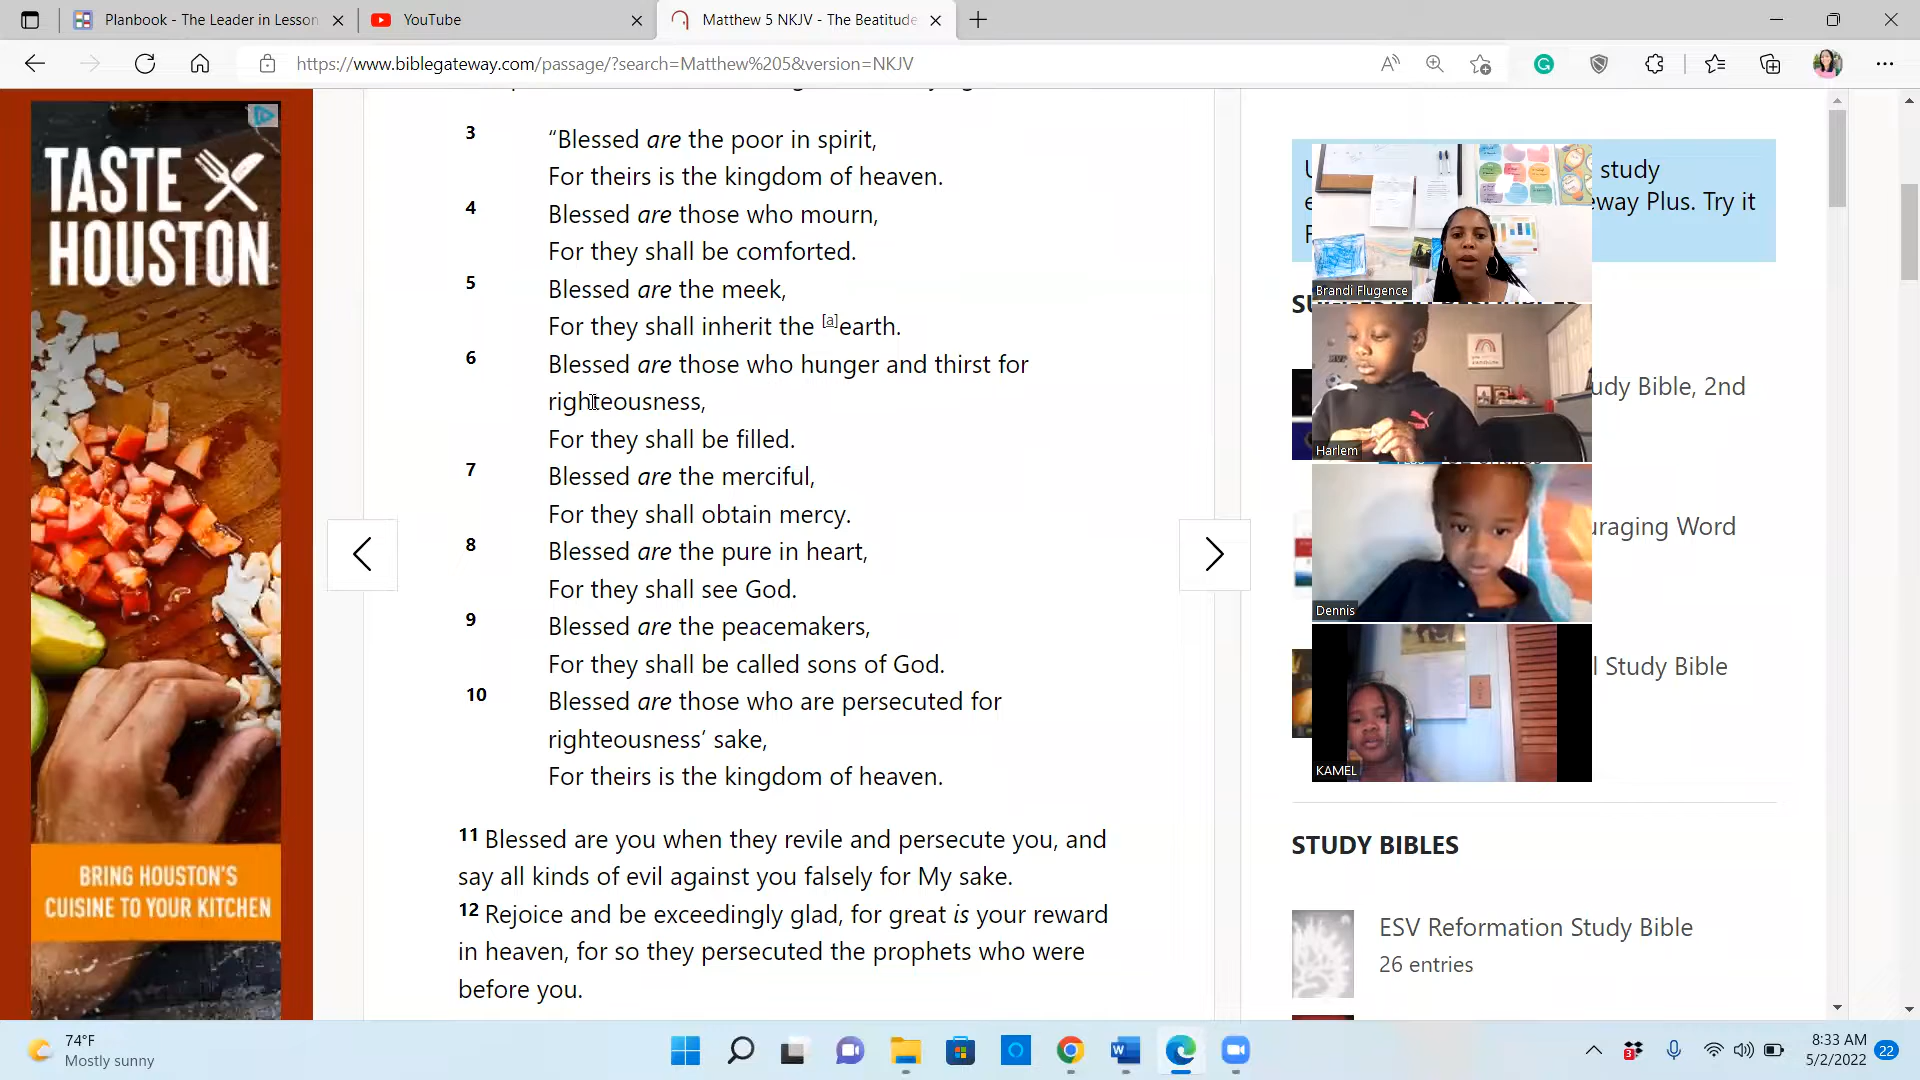 Planbook - The Leader in Lesson
YouTube
Matthew 5 NKJV - The Beatitude
https://www.biblegateway.com/passage/?search=Matthew%205&version=NKJV
TASTE
HOUSTON
BRING HOUSTON'S
CUISINE TO YOUR KITCHEN
3 “Blessed are the poor in spirit,
For theirs is the kingdom of heaven.
4 Blessed are those who mourn,
For they shall be comforted.
5 Blessed are the meek,
For they shall inherit the [a]earth.
6 Blessed are those who hunger and thirst for
righteousness,
For they shall be filled.
7 Blessed are the merciful,
For they shall obtain mercy.
8 Blessed are the pure in heart,
For they shall see God.
9 Blessed are the peacemakers,
For they shall be called sons of God.
10 Blessed are those who are persecuted for
righteousness’ sake,
For theirs is the kingdom of heaven.
11 Blessed are you when they revile and persecute you, and
say all kinds of evil against you falsely for My sake.
12 Rejoice and be exceedingly glad, for great is your reward
in heaven, for so they persecuted the prophets who were
before you.
study
eway Plus. Try it
Brandi Flugence
udy Bible, 2nd
Harlem
uraging Word
Dennis
l Study Bible
KAMEL
STUDY BIBLES
ESV Reformation Study Bible
26 entries
74°F
Mostly sunny
8:33 AM
5/2/2022
22
3